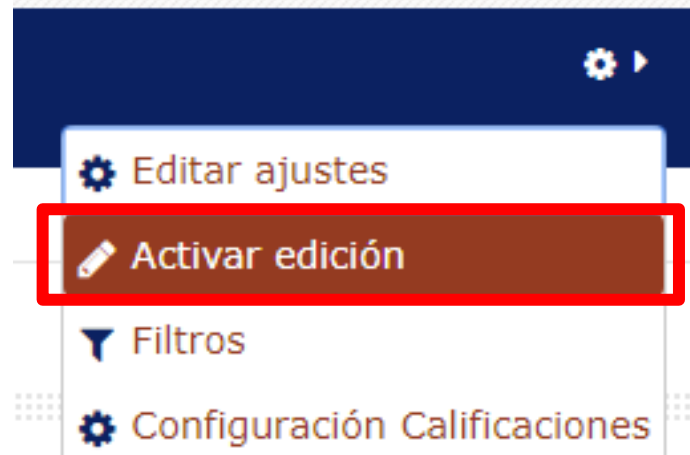 Editar ajustes
Activar edición
Filtros
Configuración Calificaciones